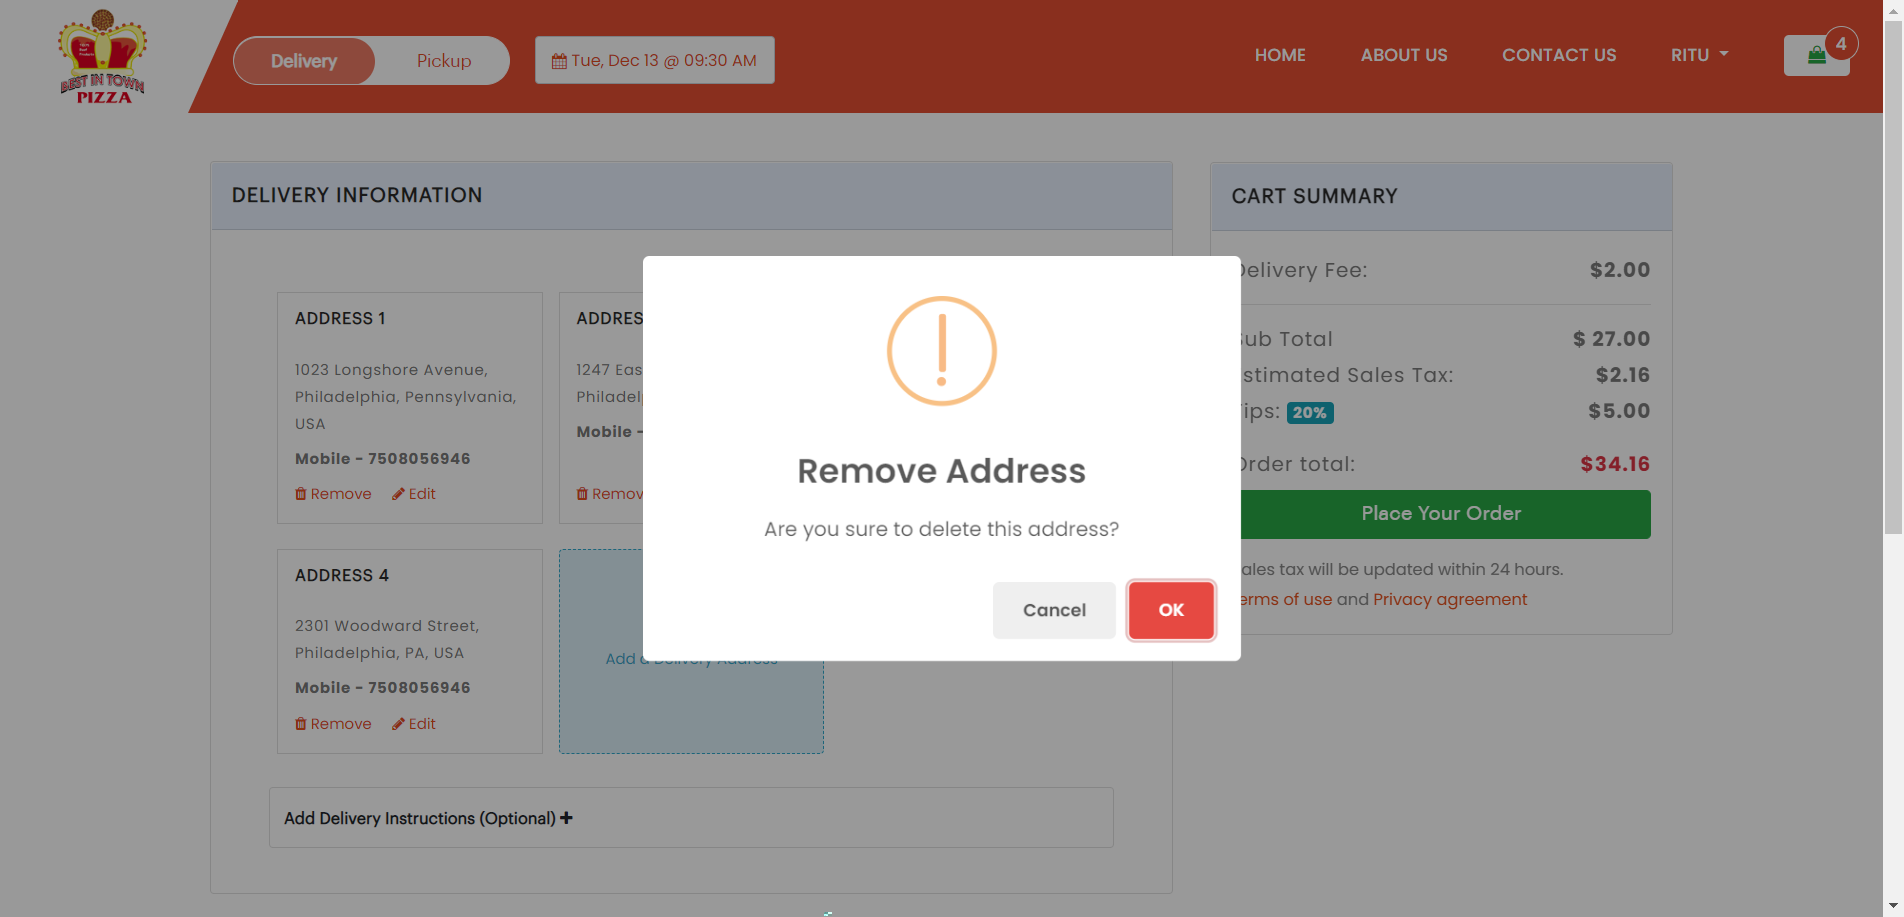 BEST IN TOWN
PIZZA
Delivery
Pickup
Tue, Dec 13 @ 09:30 AM
HOME
ABOUT US
CONTACT US
RITU
4
DELIVERY INFORMATION
ADDRESS 1
1023 Longshore Avenue,
Philadelphia, Pennsylvania,
USA
Mobile - 7508056946
Remove
Edit
ADDRES
1247 Eas
Philadel
Mobile -
Remov
ADDRESS 4
2301 Woodward Street,
Philadelphia, PA, USA
Mobile - 7508056946
Remove
Edit
Add a Delivery Address
Add Delivery Instructions (Optional)
Remove Address
Are you sure to delete this address?
Cancel
OK
CART SUMMARY
Delivery Fee: $2.00
Sub Total $ 27.00
Estimated Sales Tax: $2.16
Tips: 20% $5.00
Order total: $34.16
Place Your Order
ales tax will be updated within 24 hours.
erms of use and Privacy agreement